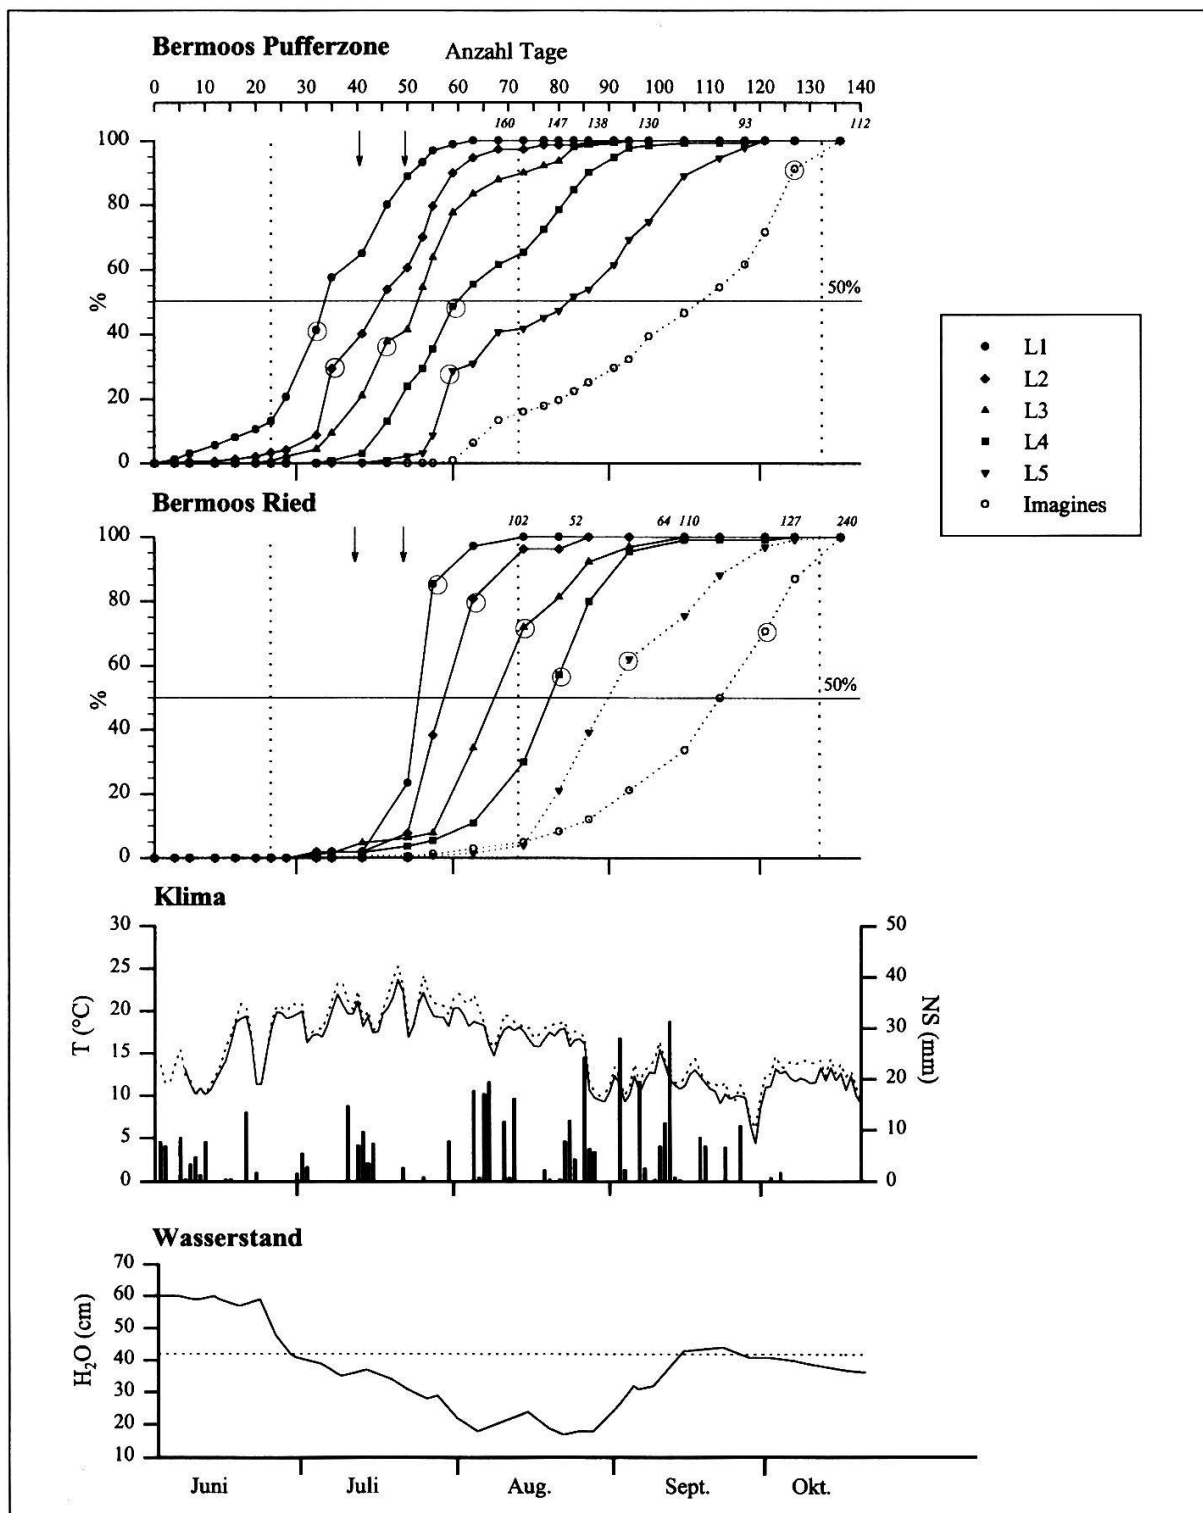 Bermoos Pufferzone
Anzahl Tage
0 10 20 30 40 50 60 70 80 90 100 110 120 130 140
160 147 138 130 93 112
100
80
60
50%
%
40
20
0
L1
L2
L3
L4
L5
Imagines
Bermoos Ried
102 52 64 110 127 240
100
80
60
50%
%
40
20
0
Klima
30 50
25 40
20
T (°C) NS (mm)
30
15
20
10
10
5
0 0
Wasserstand
70
60
50
H₂O (cm)
40
30
20
10
Juni Juli Aug. Sept. Okt.